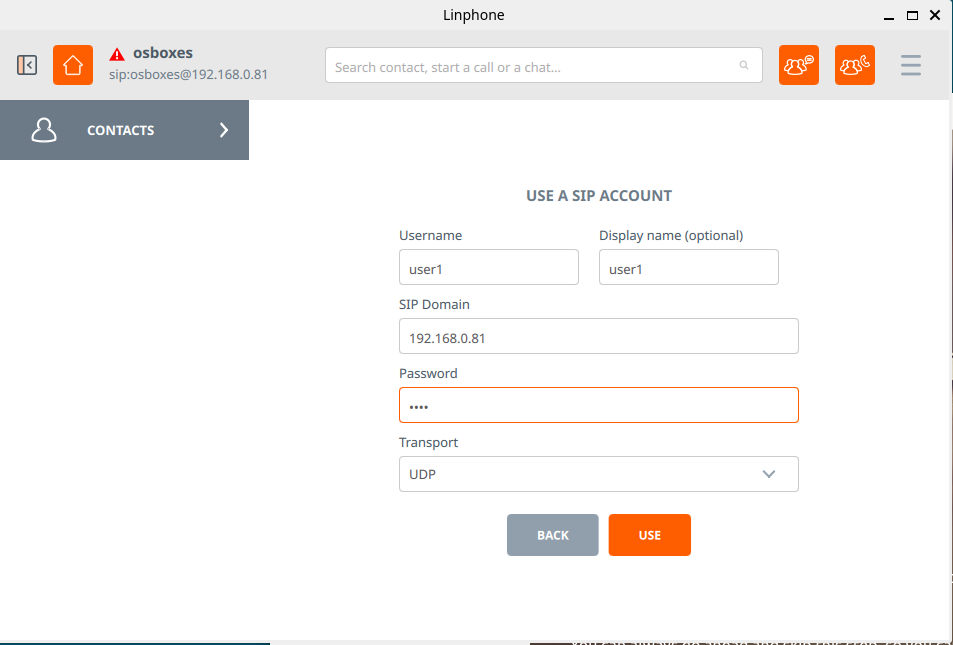 Linphone
osboxes
sip:osboxes@192.168.0.81
Search contact, start a call or a chat...
CONTACTS
USE A SIP ACCOUNT
Username
Display name (optional)
user1
user1
SIP Domain
192.168.0.81
Password
••••
Transport
UDP
BACK
USE